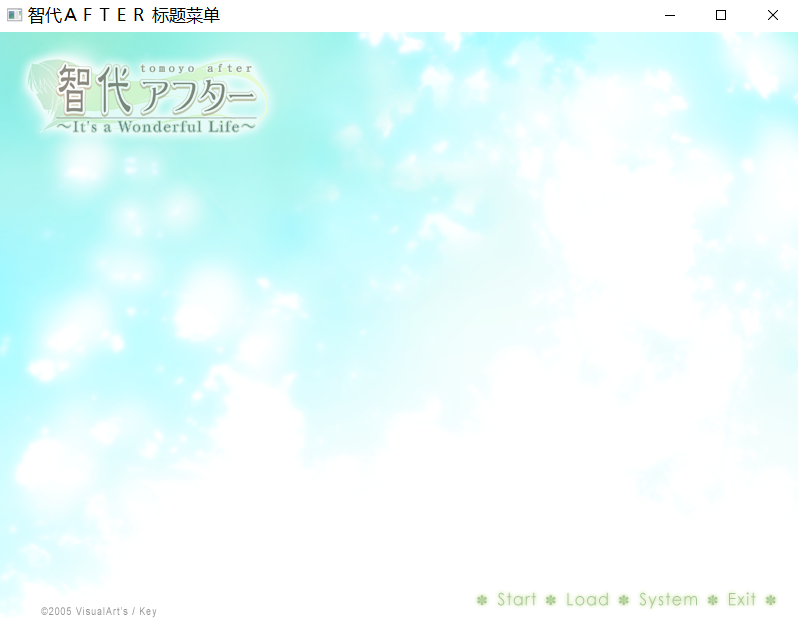 智代ＡＦＴＥＲ 标题菜单
tomoyo after
智代アフター
～It's a Wonderful Life～
✽ Start ✽ Load ✽ System ✽ Exit ✽
©2005 VisualArt's / Key